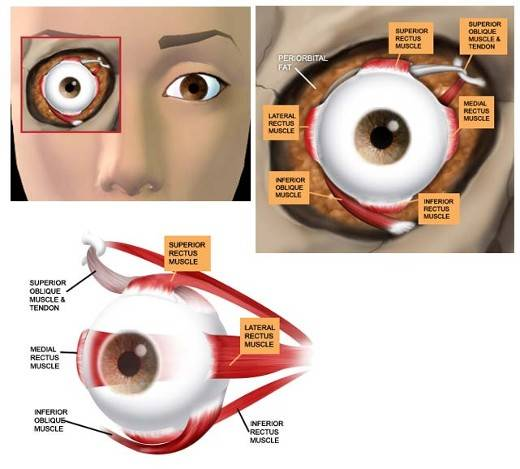 SUPERIOR
RECTUS
MUSCLE
SUPERIOR
OBLIQUE
MUSCLE &
TENDON
PERIORBITAL
FAT
LATERAL
RECTUS
MUSCLE
MEDIAL
RECTUS
MUSCLE
INFERIOR
OBLIQUE
MUSCLE
INFERIOR
RECTUS
MUSCLE
SUPERIOR
RECTUS
MUSCLE
SUPERIOR
OBLIQUE
MUSCLE &
TENDON
LATERAL
RECTUS
MUSCLE
MEDIAL
RECTUS
MUSCLE
INFERIOR
OBLIQUE
MUSCLE
INFERIOR
RECTUS
MUSCLE